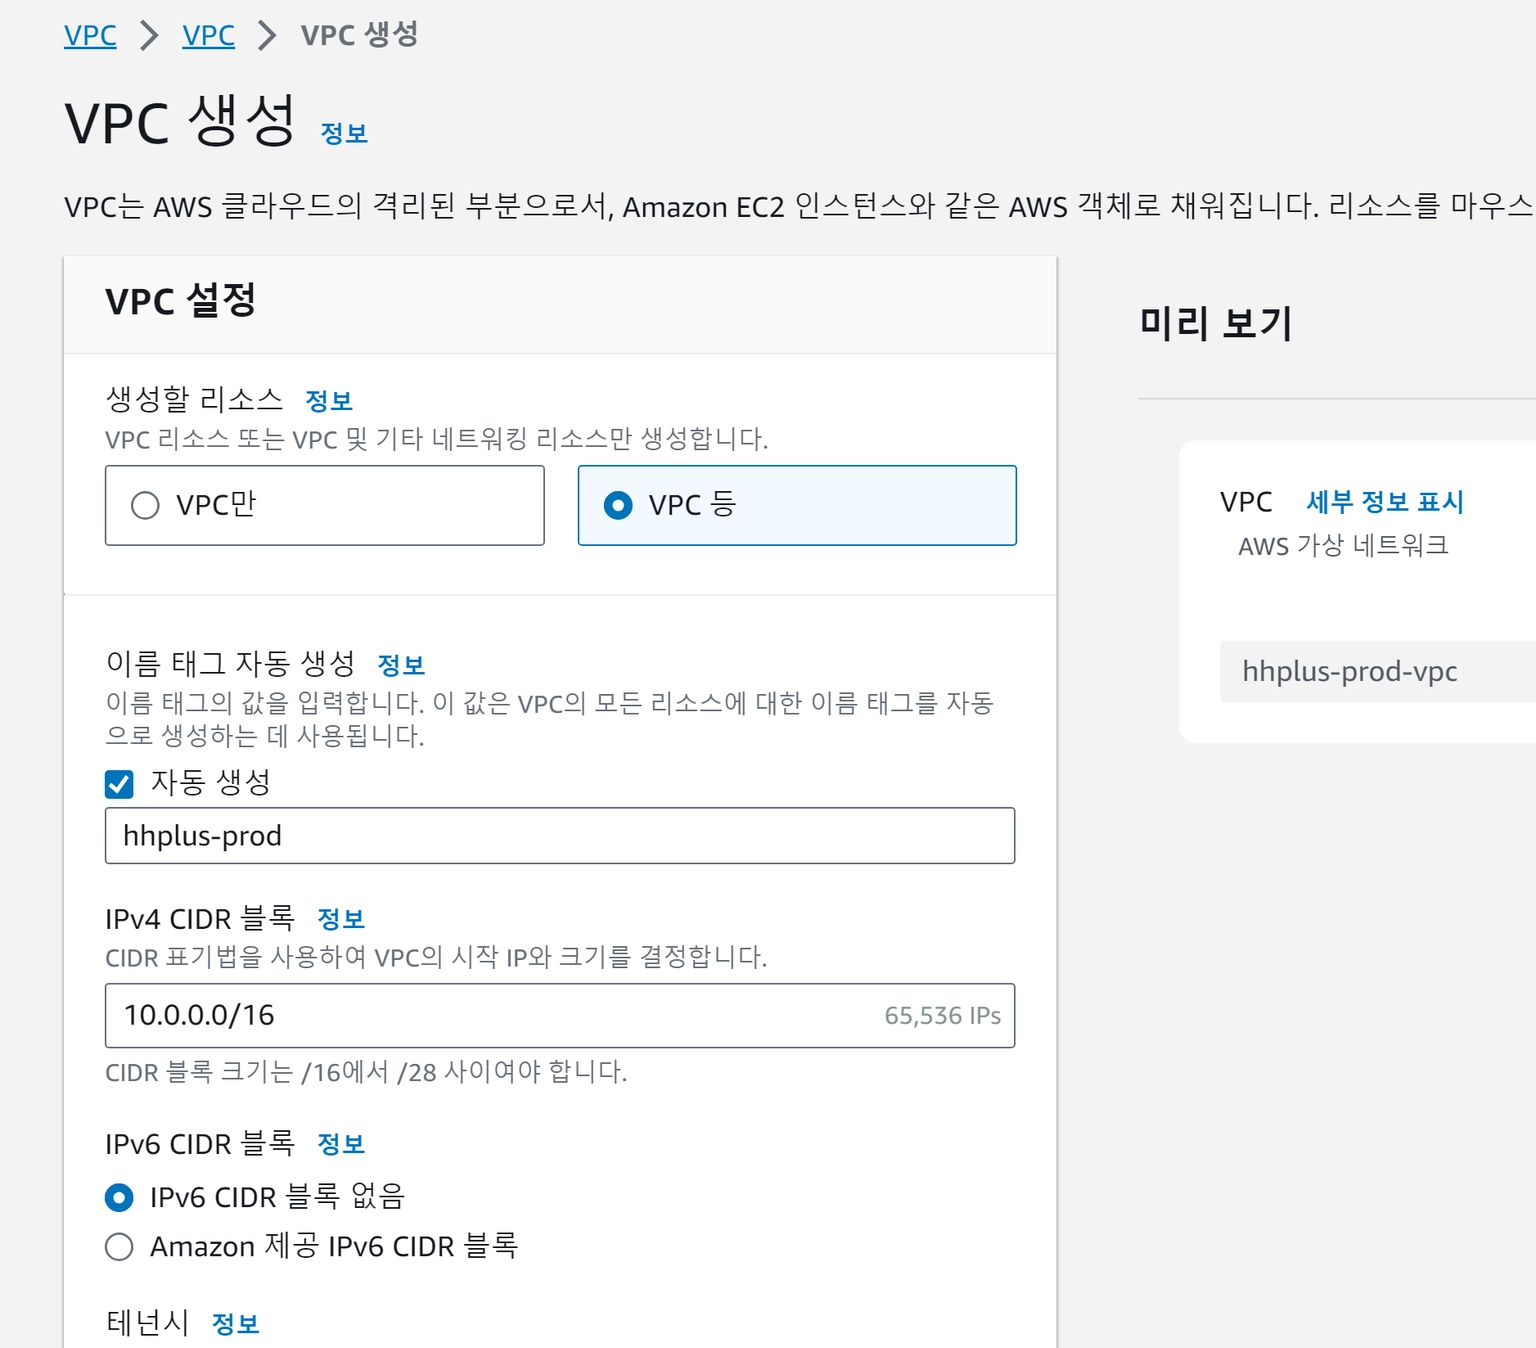 VPC > VPC > VPC 생성
VPC 생성 정보
VPC는 AWS 클라우드의 격리된 부분으로서, Amazon EC2 인스턴스와 같은 AWS 객체로 채워집니다. 리소스를 마우스
VPC 설정
생성할 리소스 정보
VPC 리소스 또는 VPC 및 기타 네트워킹 리소스만 생성합니다.
VPC만
VPC 등
이름 태그 자동 생성 정보
이름 태그의 값을 입력합니다. 이 값은 VPC의 모든 리소스에 대한 이름 태그를 자동
으로 생성하는 데 사용됩니다.
자동 생성
hhplus-prod
IPv4 CIDR 블록 정보
CIDR 표기법을 사용하여 VPC의 시작 IP와 크기를 결정합니다.
10.0.0.0/16 65,536 IPs
CIDR 블록 크기는 /16에서 /28 사이여야 합니다.
IPv6 CIDR 블록 정보
IPv6 CIDR 블록 없음
Amazon 제공 IPv6 CIDR 블록
테넌시 정보
미리 보기
VPC 세부 정보 표시
AWS 가상 네트워크
hhplus-prod-vpc